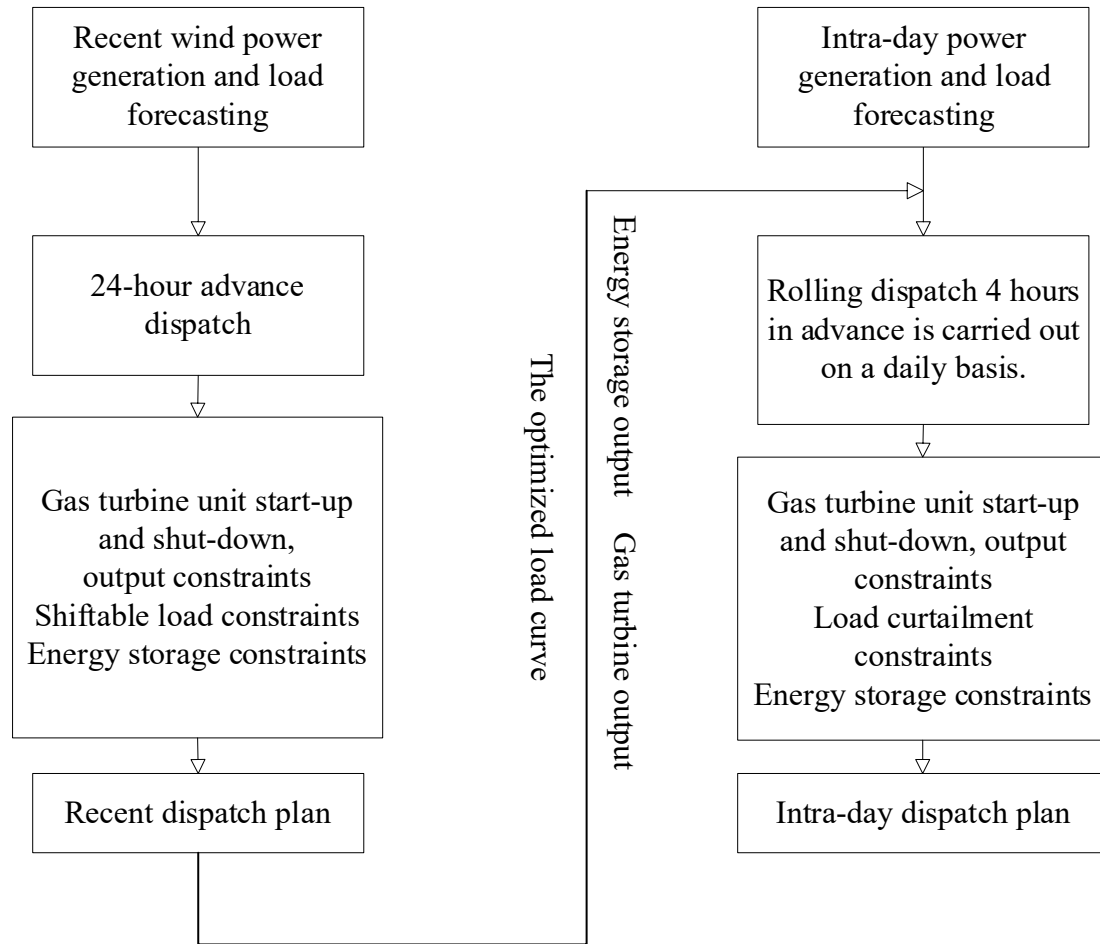 Recent wind power
generation and load
forecasting
24-hour advance
dispatch
Gas turbine unit start-up
and shut-down,
output constraints
Shiftable load constraints
Energy storage constraints
Recent dispatch plan
The optimized load curve
Energy storage output Gas turbine output
Intra-day power
generation and load
forecasting
Rolling dispatch 4 hours
in advance is carried out
on a daily basis.
Gas turbine unit start-up
and shut-down, output
constraints
Load curtailment
constraints
Energy storage constraints
Intra-day dispatch plan